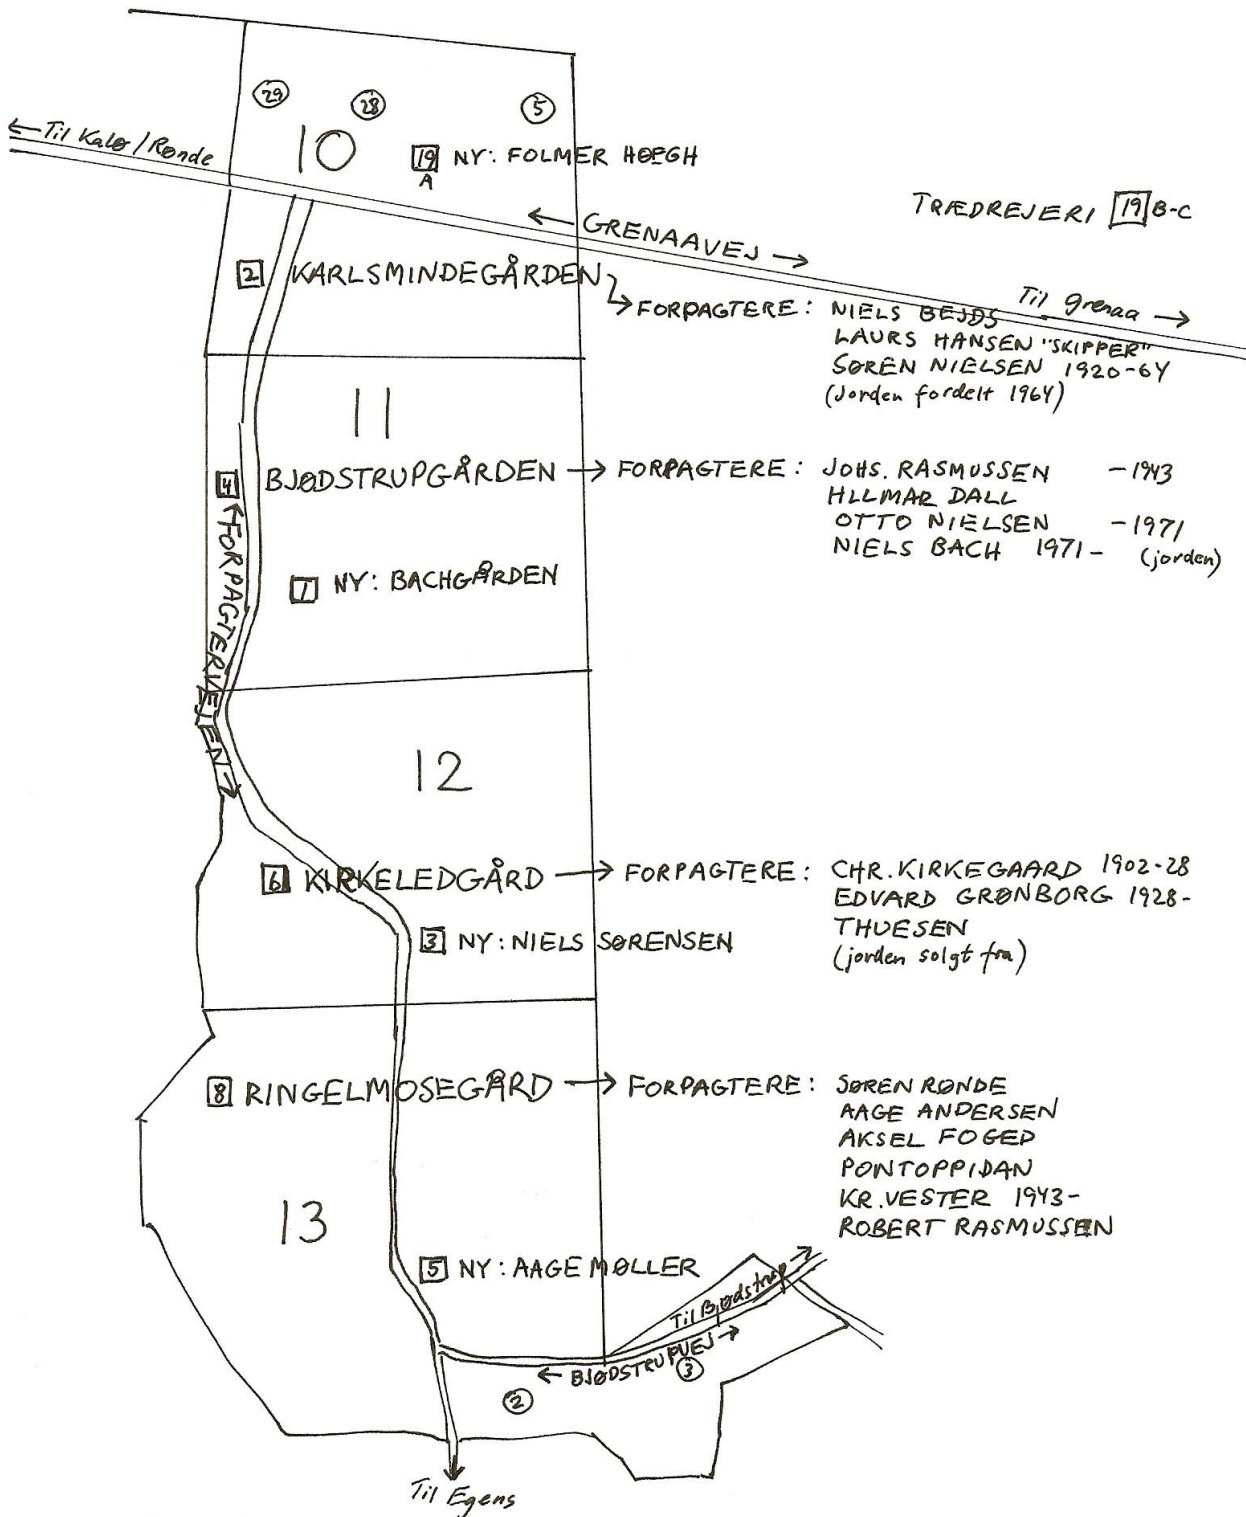 29 28 5
← Til Kalø / Rønde
10
19 A NY: FOLMER HØEGH
TRÆDREJERI 19 B-C
← GRENAAVEJ →
2 KARLSMINDEGÅRDEN
Til Grenaa →
→ FORPAGTERE: NIELS BEJDS
LAURS HANSEN "SKIPPER"
SØREN NIELSEN 1920-64
(Jorden fordelt 1964)
11
4 BJØDSTRUPGÅRDEN → FORPAGTERE: JOHS. RASMUSSEN - 1943
HLLMAR DALL
OTTO NIELSEN - 1971
NIELS BACH 1971- (jorden)
← FORPAGTERVEJEN →
1 NY: BACHGÅRDEN
12
6 KIRKELEDGÅRD → FORPAGTERE: CHR. KIRKEGAARD 1902-28
EDVARD GRØNBORG 1928-
THUESEN
(jorden solgt fra)
3 NY: NIELS SØRENSEN
8 RINGELMOSEGÅRD → FORPAGTERE: SØREN RØNDE
AAGE ANDERSEN
AKSEL FOGED
PONTOPPIDAN
KR. VESTER 1943-
ROBERT RASMUSSEN
13
5 NY: AAGE MØLLER
Til Bjødstrup →
← BJØDSTRUPVEJ →
2 3
Til Egens